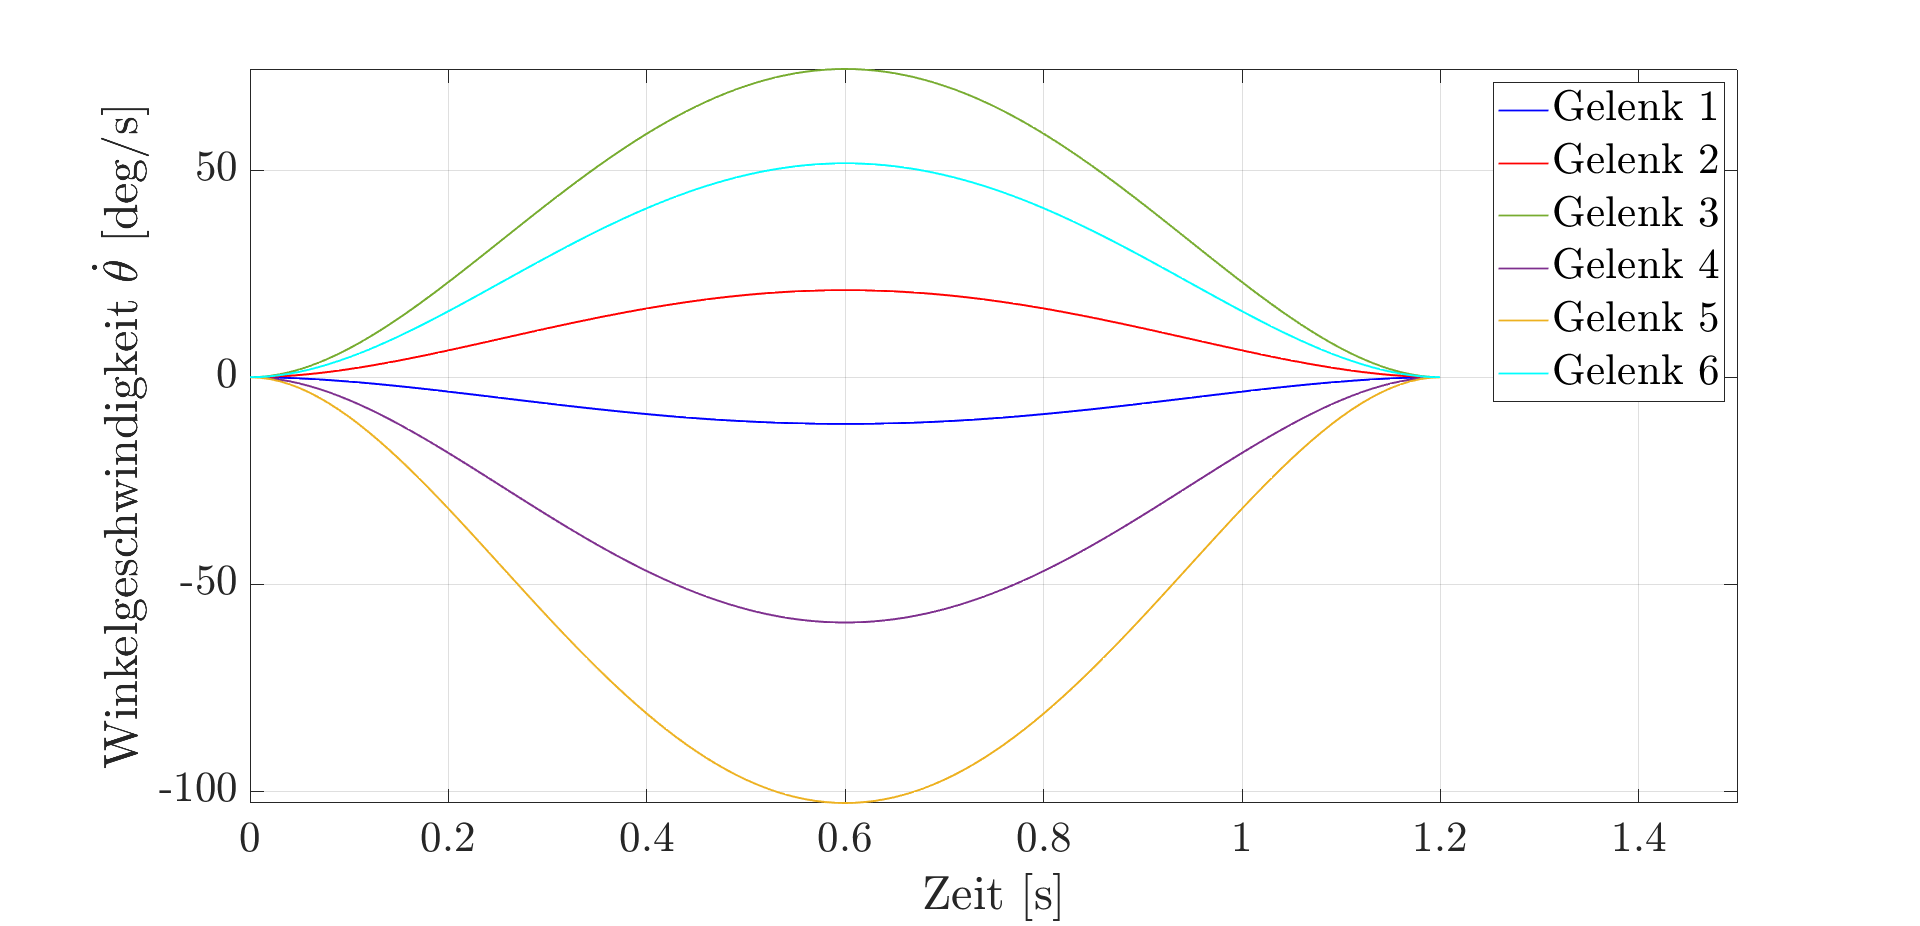 Winkelgeschwindigkeit θ̇ [deg/s]
50
0
-50
-100
0
0.2
0.4
0.6
0.8
1
1.2
1.4
Zeit [s]
Gelenk 1
Gelenk 2
Gelenk 3
Gelenk 4
Gelenk 5
Gelenk 6